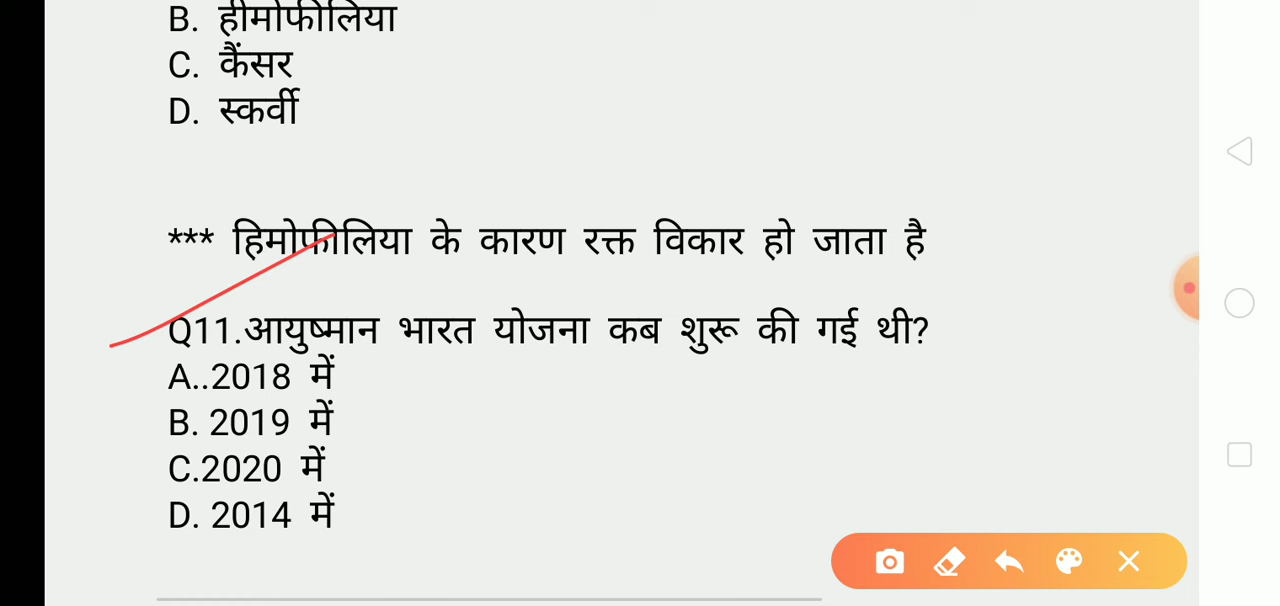 B. हीमोफीलिया
C. कैंसर
D. स्कर्वी
*** हिमोफीलिया के कारण रक्त विकार हो जाता है
Q11.आयुष्मान भारत योजना कब शुरू की गई थी?
A..2018 में
B. 2019 में
C.2020 में
D. 2014 में